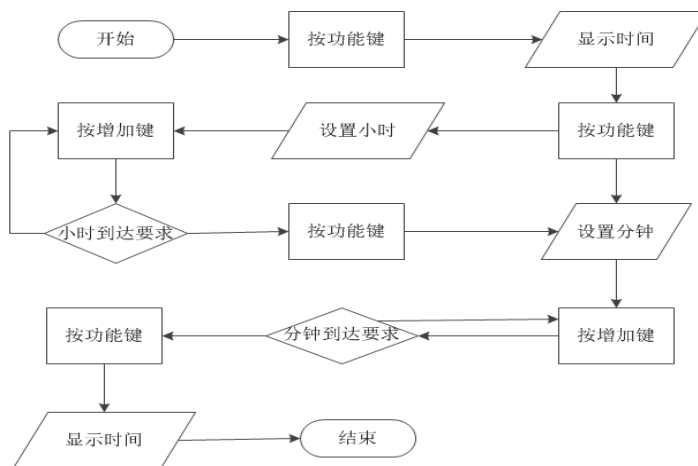 开始
按功能键
显示时间
按增加键
设置小时
按功能键
小时到达要求
按功能键
设置分钟
按功能键
分钟到达要求
按增加键
显示时间
结束